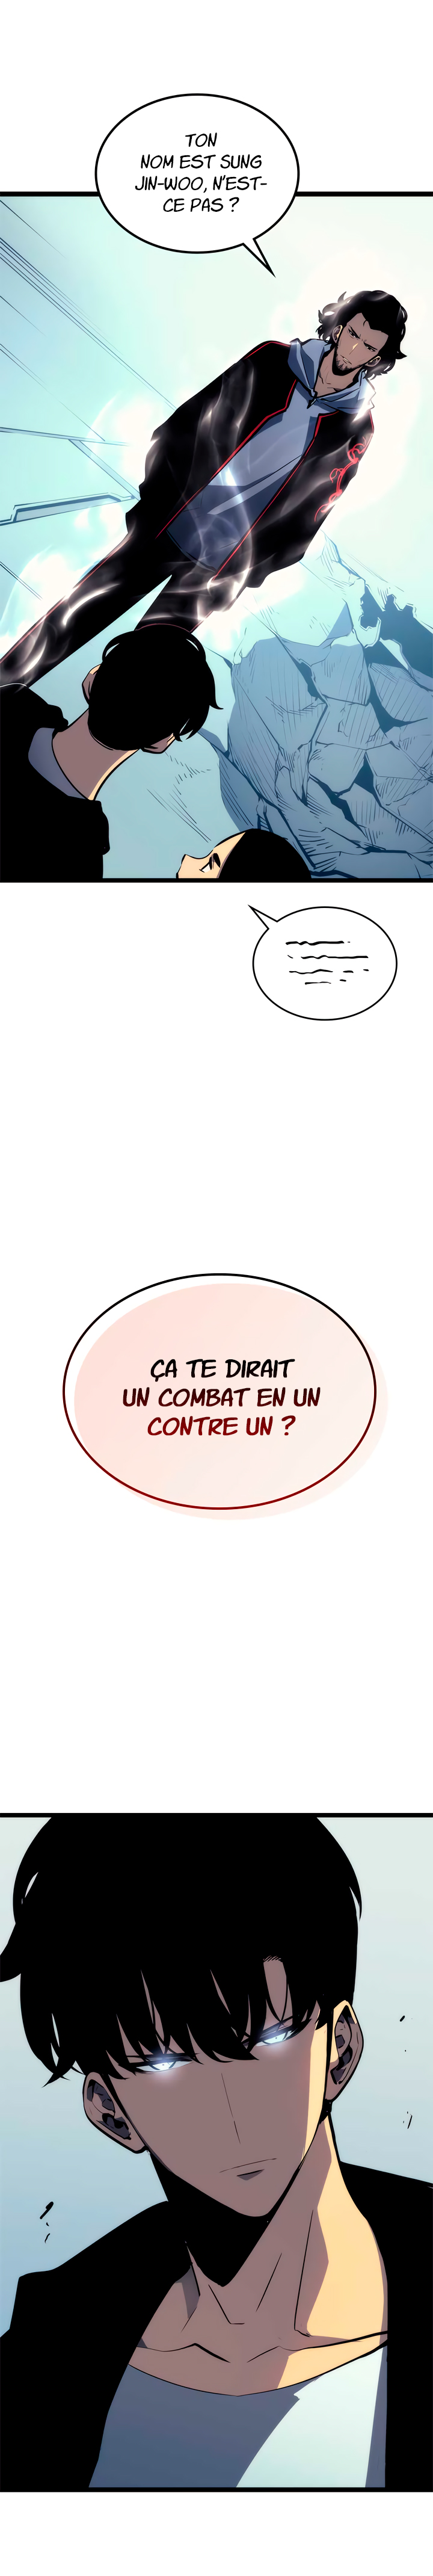 TON
NOM EST SUNG
JIN-WOO, N'EST-
CE PAS ?
ÇA TE DIRAIT
UN COMBAT EN UN
CONTRE UN ?